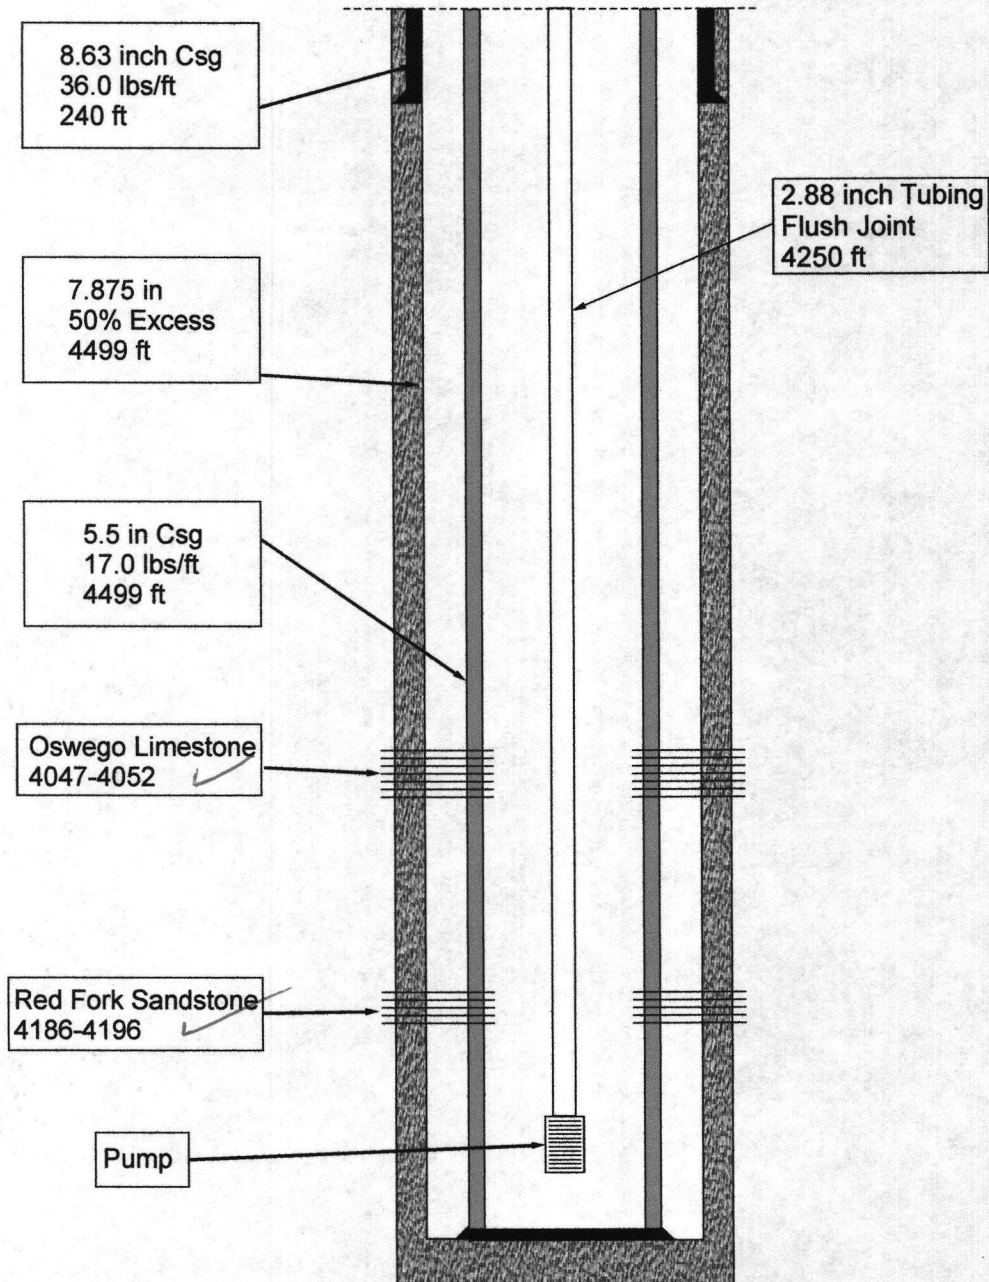 8.63 inch Csg
36.0 lbs/ft
240 ft
2.88 inch Tubing
Flush Joint
4250 ft
7.875 in
50% Excess
4499 ft
5.5 in Csg
17.0 lbs/ft
4499 ft
Oswego Limestone
4047-4052
Red Fork Sandstone
4186-4196
Pump